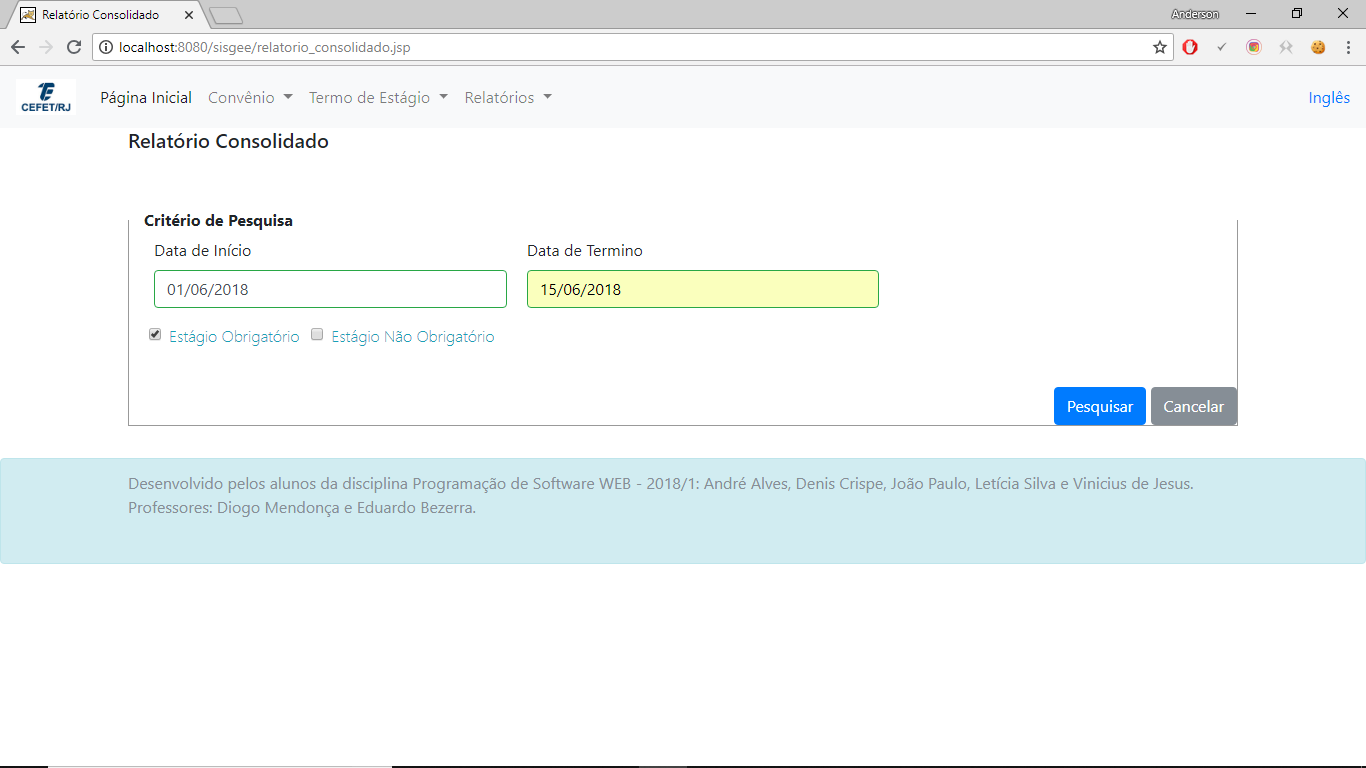 Relatório Consolidado
Anderson
localhost:8080/sisgee/relatorio_consolidado.jsp
CEFET/RJ
Página Inicial Convênio Termo de Estágio Relatórios Inglês
Relatório Consolidado
Critério de Pesquisa
Data de Início Data de Termino
01/06/2018 15/06/2018
Estágio Obrigatório Estágio Não Obrigatório
Pesquisar Cancelar
Desenvolvido pelos alunos da disciplina Programação de Software WEB - 2018/1: André Alves, Denis Crispe, João Paulo, Letícia Silva e Vinicius de Jesus.
Professores: Diogo Mendonça e Eduardo Bezerra.